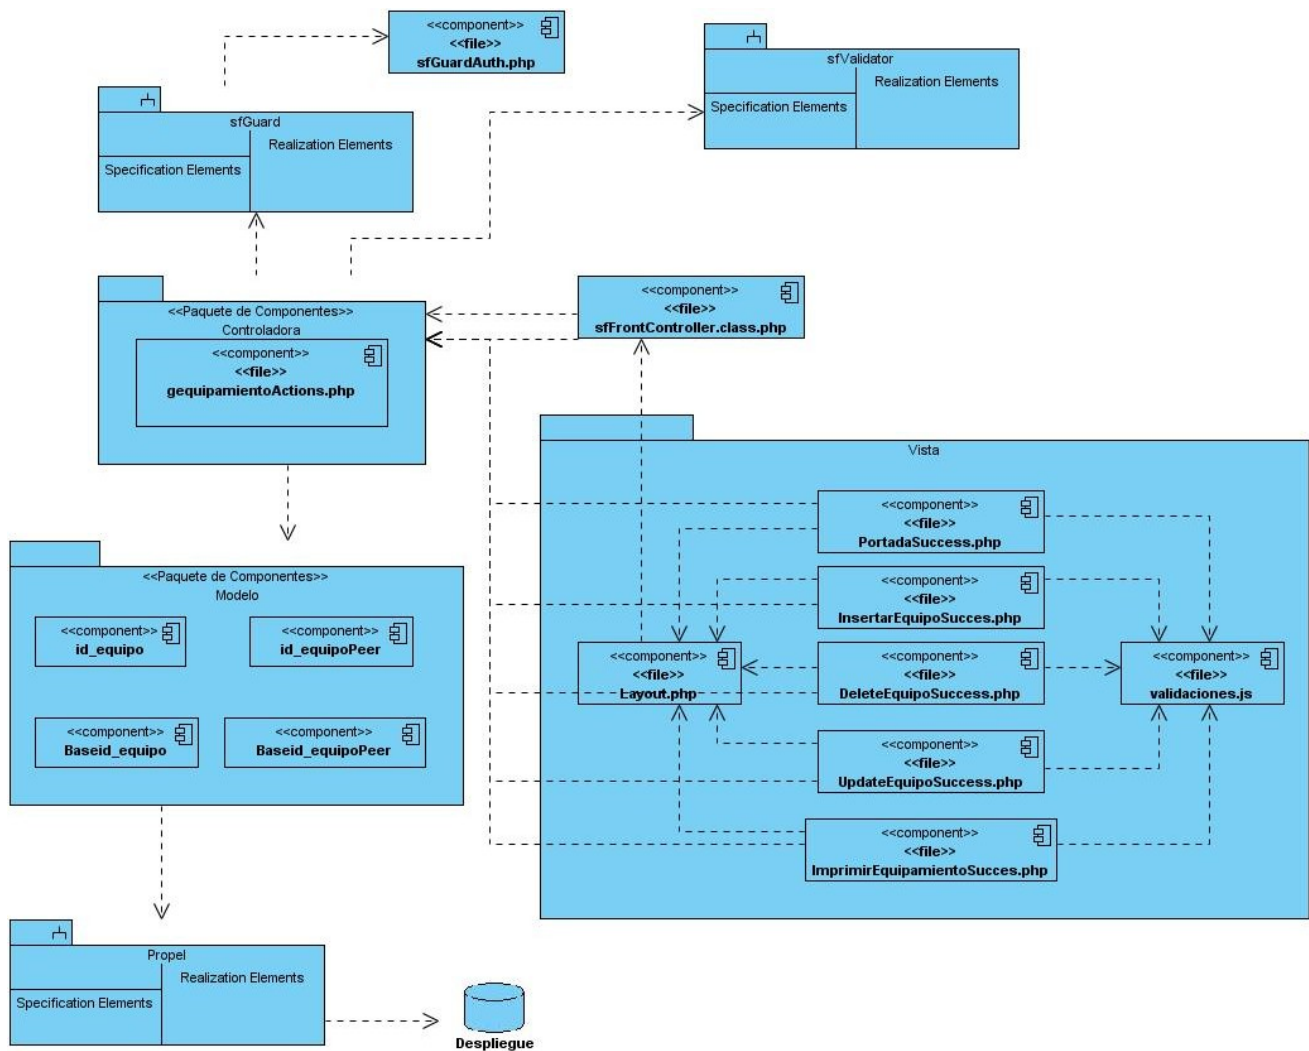 <<component>>
<<file>>
sfGuardAuth.php
sfValidator
Realization Elements
Specification Elements
sfGuard
Realization Elements
Specification Elements
<<Paquete de Componentes>>
Controladora
<<component>>
<<file>>
gequipamientoActions.php
<<component>>
<<file>>
sfFrontController.class.php
Vista
<<component>>
<<file>>
PortadaSuccess.php
<<component>>
<<file>>
InsertarEquipoSucces.php
<<component>>
<<file>>
Layout.php
<<component>>
<<file>>
DeleteEquipoSuccess.php
<<component>>
<<file>>
validaciones.js
<<component>>
<<file>>
UpdateEquipoSuccess.php
<<component>>
<<file>>
ImprimirEquipamientoSucces.php
<<Paquete de Componentes>>
Modelo
<<component>>
id_equipo
<<component>>
id_equipoPeer
<<component>>
Baseid_equipo
<<component>>
Baseid_equipoPeer
Propel
Realization Elements
Specification Elements
Despliegue